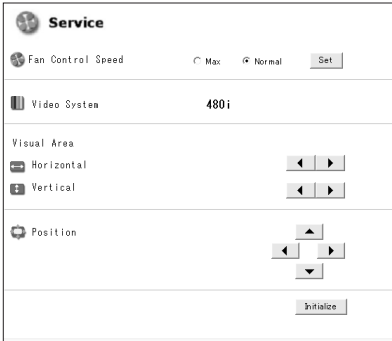 Service
Fan Control Speed Max Normal Set
Video System 480i
Visual Area
Horizontal
Vertical
Position
Initialize